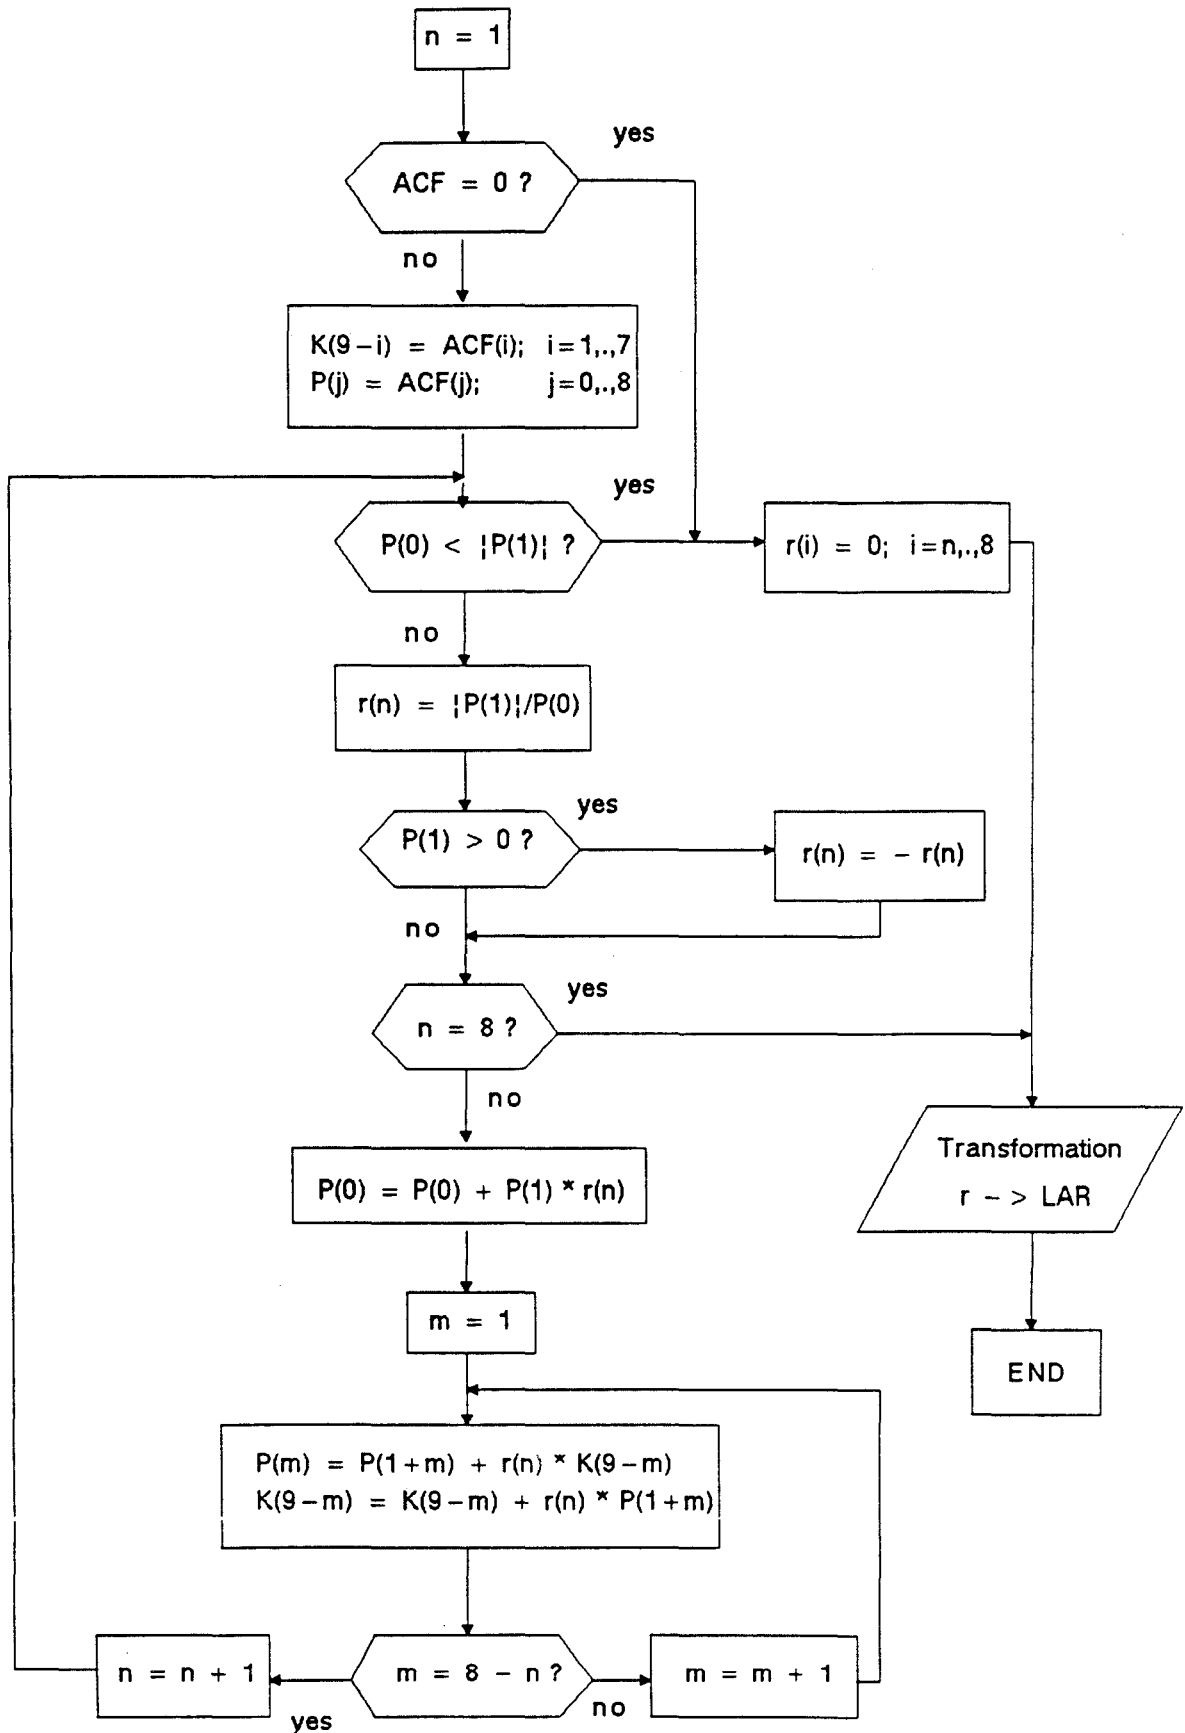 n = 1
yes
ACF = 0 ?
no
K(9-i) = ACF(i); i=1,.,7
P(j) = ACF(j); j=0,.,8
yes
P(0) < ¦P(1)¦ ?
r(i) = 0; i=n,.,8
no
r(n) = ¦P(1)¦/P(0)
yes
P(1) > 0 ?
r(n) = - r(n)
no
yes
n = 8 ?
no
Transformation
r -> LAR
P(0) = P(0) + P(1) * r(n)
m = 1
END
P(m) = P(1+m) + r(n) * K(9-m)
K(9-m) = K(9-m) + r(n) * P(1+m)
n = n + 1
m = 8 - n ?
m = m + 1
yes
no